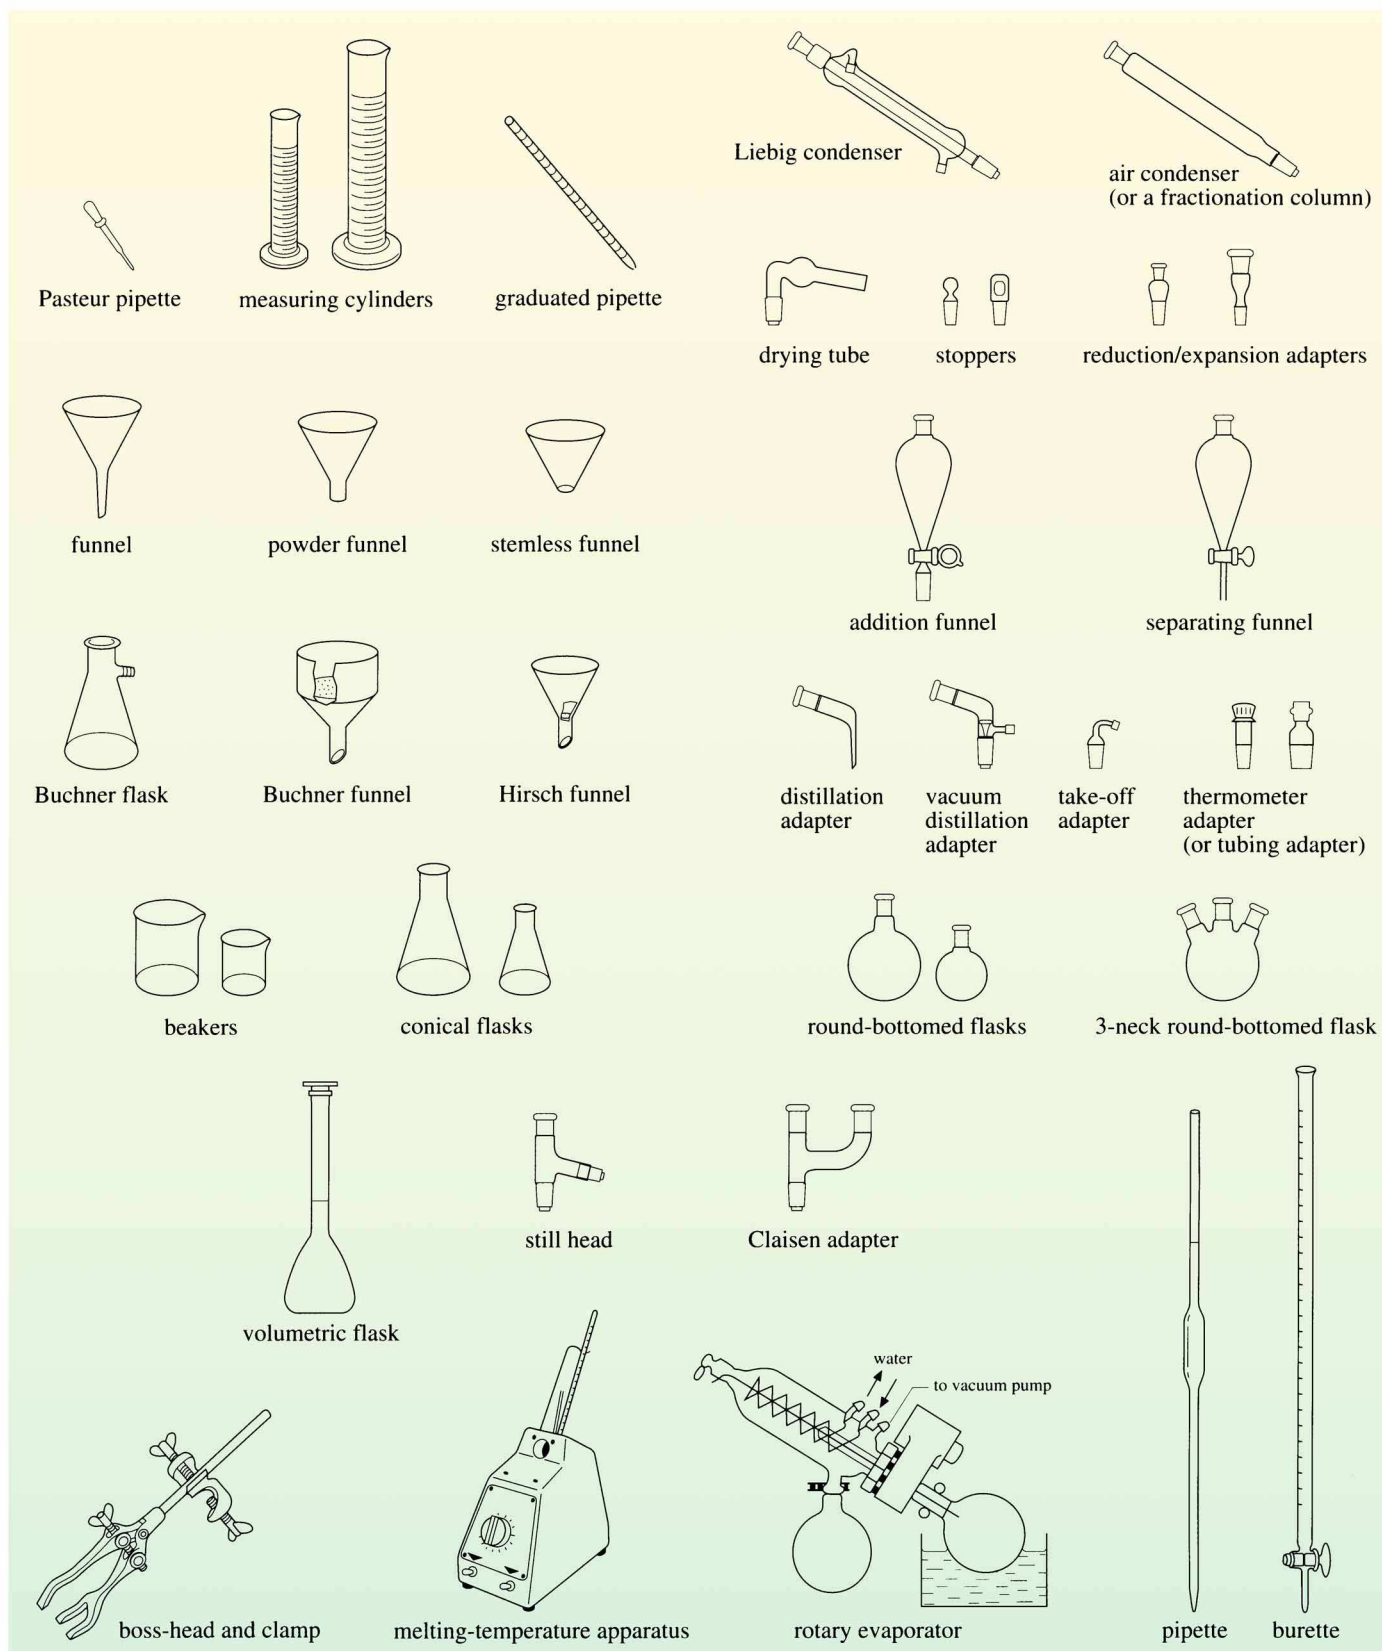 Liebig condenser
air condenser
(or a fractionation column)
Pasteur pipette
measuring cylinders
graduated pipette
drying tube
stoppers
reduction/expansion adapters
funnel
powder funnel
stemless funnel
addition funnel
separating funnel
Buchner flask
Buchner funnel
Hirsch funnel
distillation
adapter
vacuum
distillation
adapter
take-off
adapter
thermometer
adapter
(or tubing adapter)
beakers
conical flasks
round-bottomed flasks
3-neck round-bottomed flask
still head
Claisen adapter
volumetric flask
water
to vacuum pump
boss-head and clamp
melting-temperature apparatus
rotary evaporator
pipette
burette